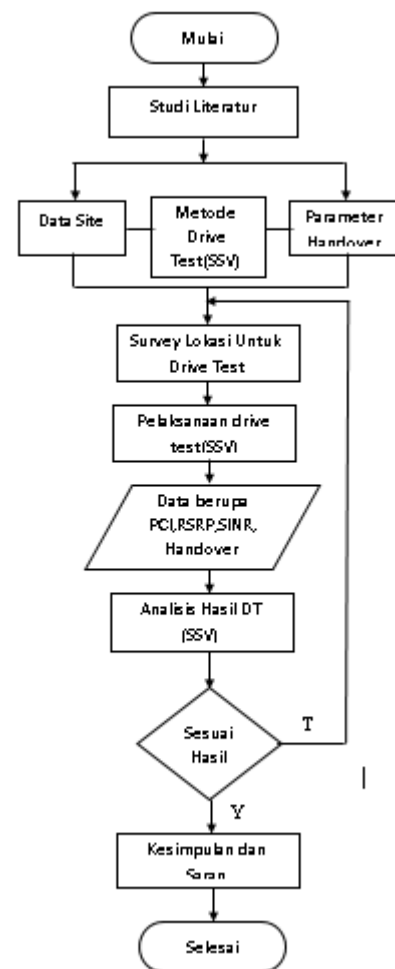 Mulai
Studi Literatur
Data Site
Metode
Drive
Test(SSV)
Parameter
Handover
Survey Lokasi Untuk
Drive Test
Pelaksanaan drive
test(SSV)
Data berupa
PCI,RSRP,SINR,
Handover
Analisis Hasil DT
(SSV)
Sesuai
Hasil
T
Y
Kesimpulan dan
Saran
Selesai